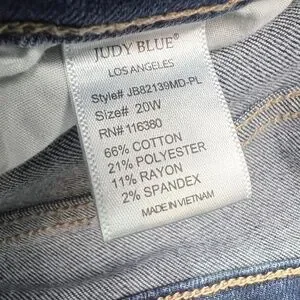 JUDY BLUE®
LOS ANGELES
Style# JB82139MD-PL
Size# 20W
RN# 116380
66% COTTON
21% POLYESTER
11% RAYON
2% SPANDEX
MADE IN VIETNAM